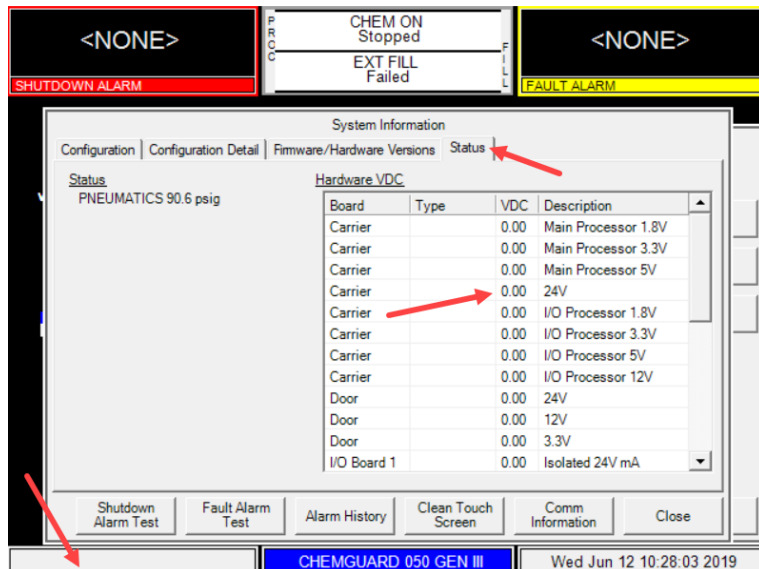 <NONE>
SHUTDOWN ALARM
PROC
CHEM ON
Stopped
EXT FILL
Failed
FILL
<NONE>
FAULT ALARM
System Information
Configuration Configuration Detail Firmware/Hardware Versions Status
Status
PNEUMATICS 90.6 psig
Hardware VDC
Board Type VDC Description
Carrier 0.00 Main Processor 1.8V
Carrier 0.00 Main Processor 3.3V
Carrier 0.00 Main Processor 5V
Carrier 0.00 24V
Carrier 0.00 I/O Processor 1.8V
Carrier 0.00 I/O Processor 3.3V
Carrier 0.00 I/O Processor 5V
Carrier 0.00 I/O Processor 12V
Door 0.00 24V
Door 0.00 12V
Door 0.00 3.3V
I/O Board 1 0.00 Isolated 24V mA
Shutdown
Alarm Test
Fault Alarm
Test
Alarm History
Clean Touch
Screen
Comm
Information
Close
CHEMGUARD 050 GEN III
Wed Jun 12 10:28:03 2019